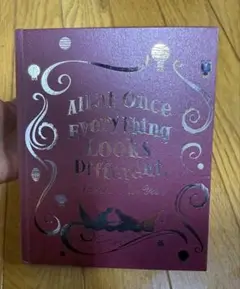 All at Once
Everything
Looks
Different